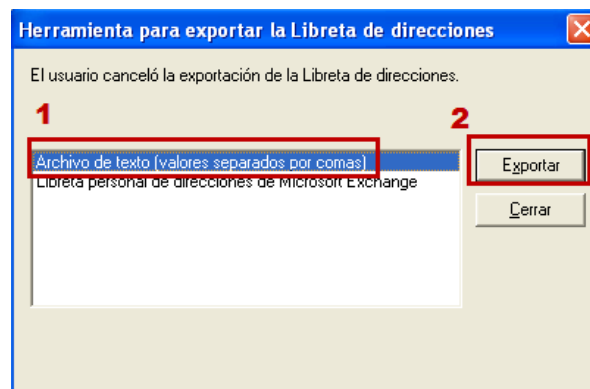 Herramienta para exportar la Libreta de direcciones
El usuario canceló la exportación de la Libreta de direcciones.
1
2
Archivo de texto (valores separados por comas)
Exportar
Libreta personal de direcciones de Microsoft Exchange
Cerrar